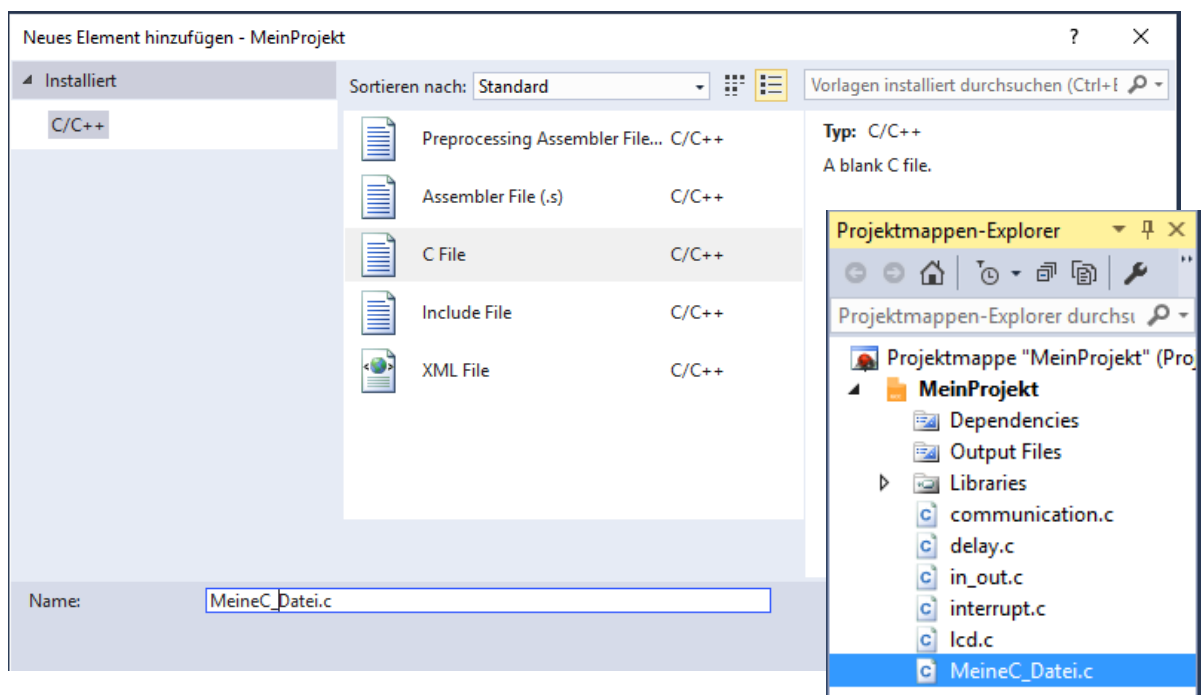 Neues Element hinzufügen - MeinProjekt
Installiert
C/C++
Sortieren nach: Standard
Vorlagen installiert durchsuchen (Ctrl+E
Preprocessing Assembler File... C/C++
Assembler File (.s) C/C++
C File C/C++
Include File C/C++
XML File C/C++
Typ: C/C++
A blank C file.
Name: MeineC_Datei.c
Projektmappen-Explorer
Projektmappen-Explorer durchsu
Projektmappe "MeinProjekt" (Proj
MeinProjekt
Dependencies
Output Files
Libraries
communication.c
delay.c
in_out.c
interrupt.c
lcd.c
MeineC_Datei.c